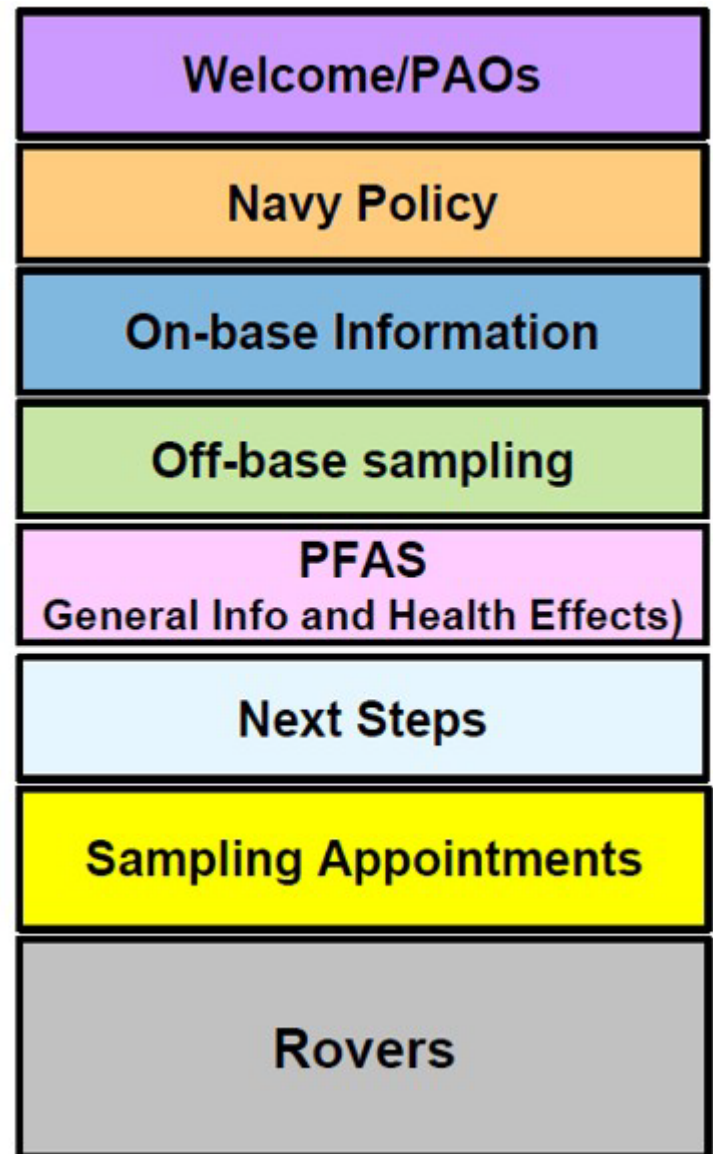 Welcome/PAOs
Navy Policy
On-base Information
Off-base sampling
PFAS
General Info and Health Effects)
Next Steps
Sampling Appointments
Rovers